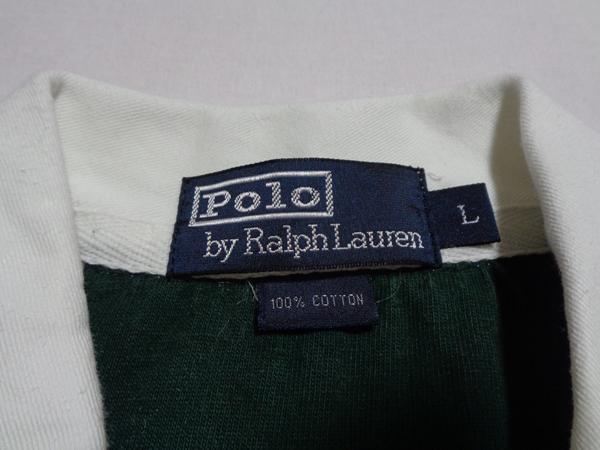 Polo
by Ralph Lauren
L
100% COTTON